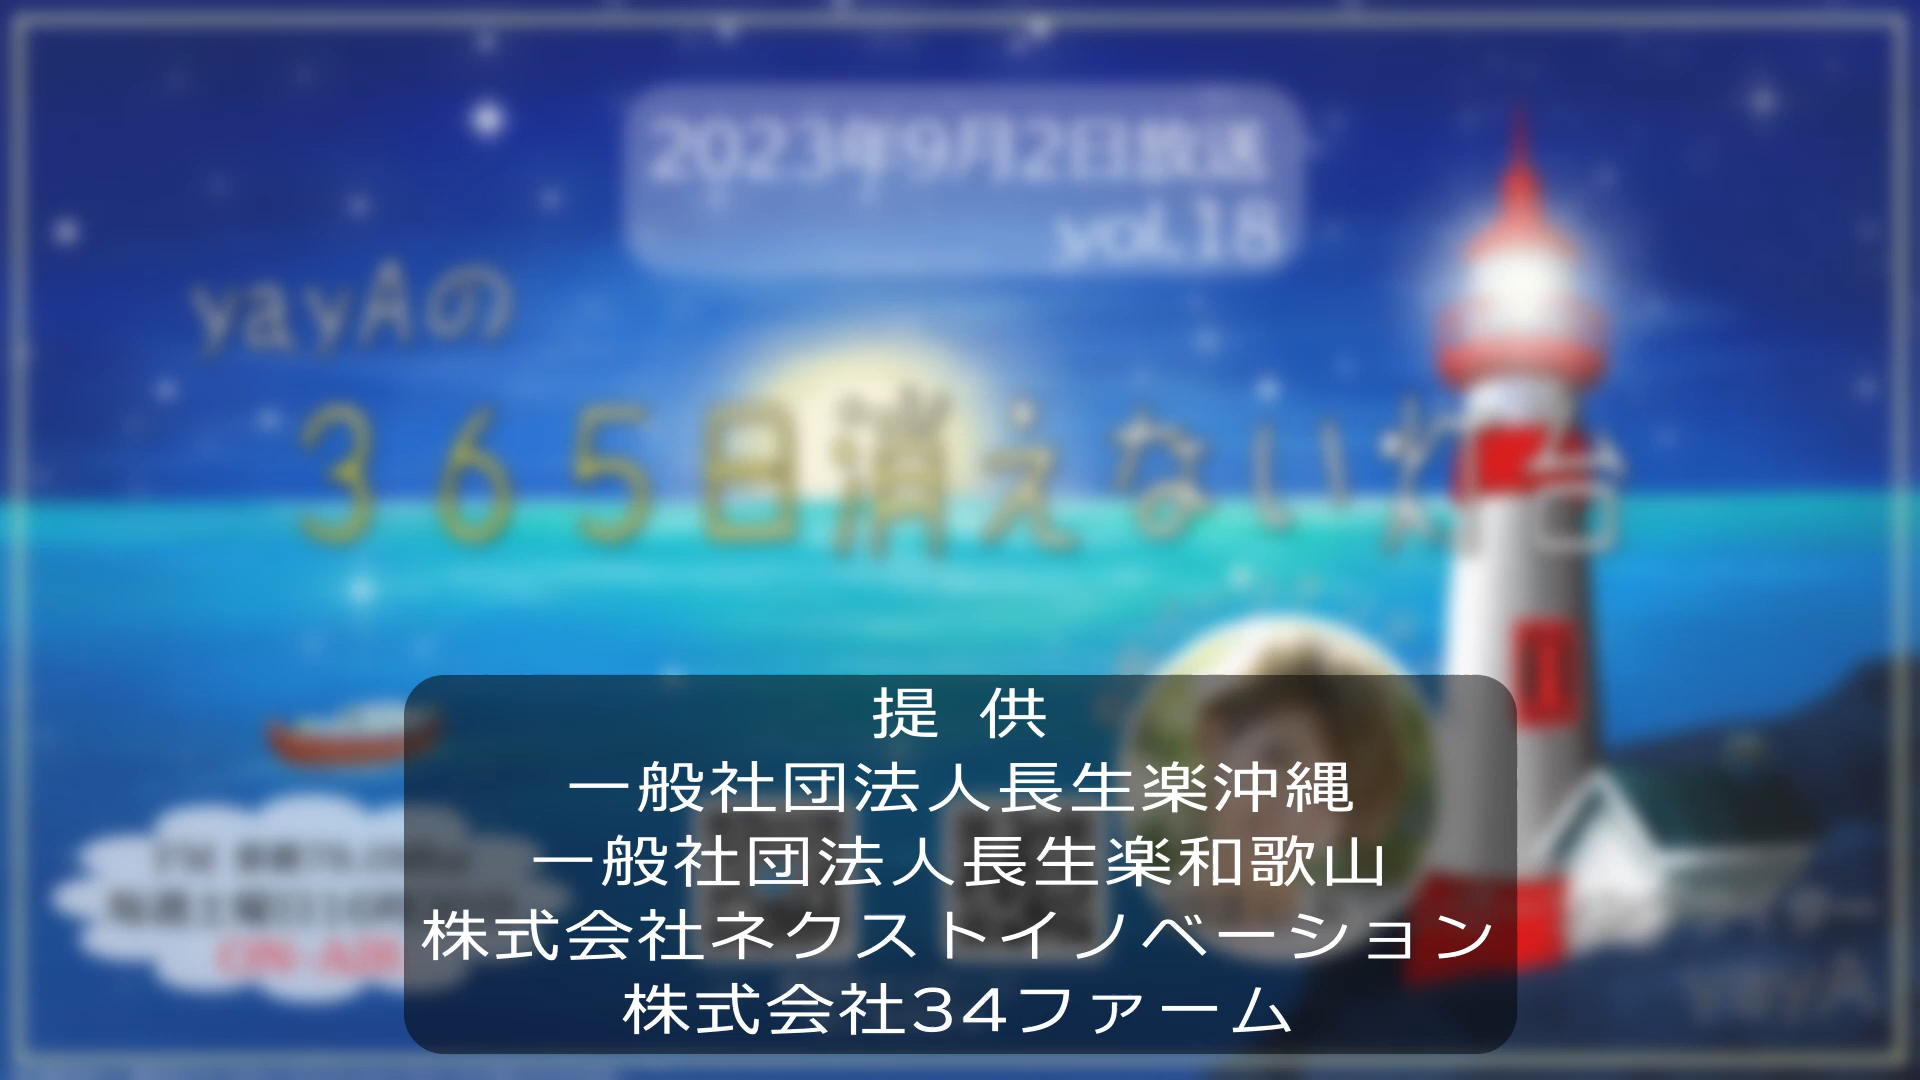 2023年9月2日放送
vol.18
yayAの
365日消えない灯台
提 供
一般社団法人長生楽沖縄
一般社団法人長生楽和歌山
株式会社ネクストイノベーション
株式会社34ファーム
ON-AIR
yayA